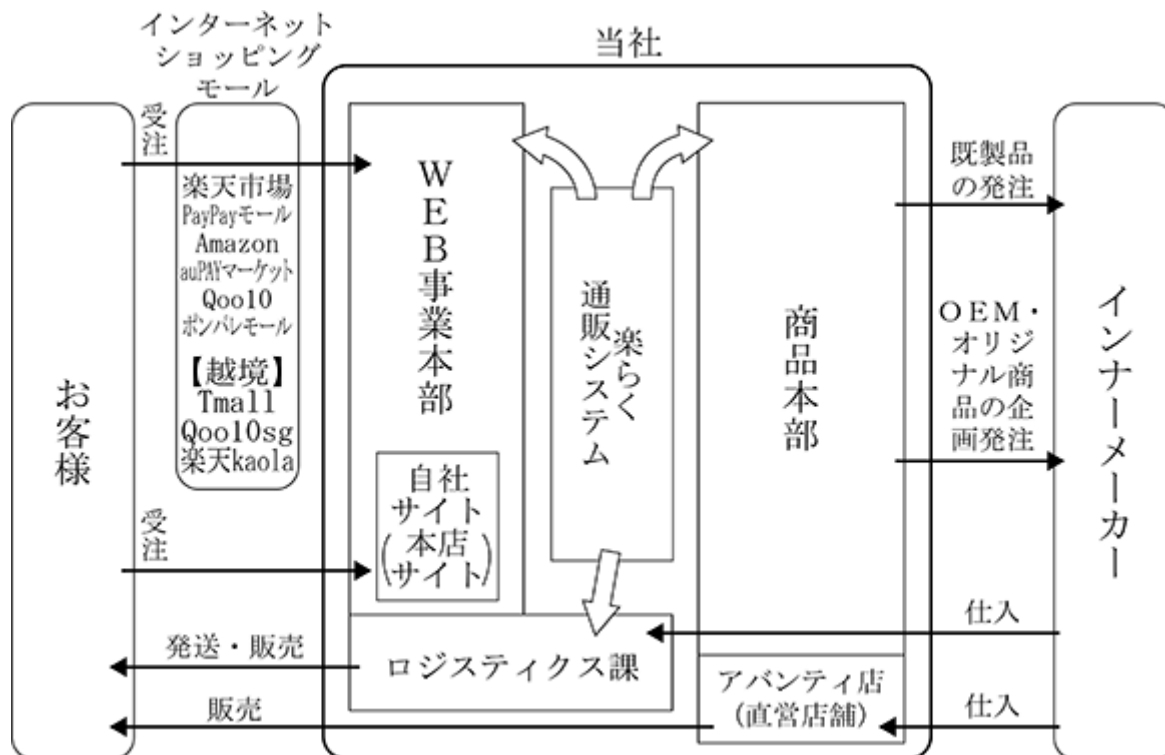 インターネット
ショッピング
モール
当社
お客様
受注
楽天市場
PayPayモール
Amazon
auPAYマーケット
Qoo10
ポンパレモール
【越境】
Tmall
Qoo10sg
楽天kaola
受注
発送・販売
販売
WEB事業本部
自社
サイト
(本店
サイト)
楽らく
通販システム
ロジスティクス課
商品本部
アバンティ店
(直営店舗)
既製品
の発注
OEM・
オリジ
ナル商
品の企
画発注
仕入
仕入
インナーメーカー